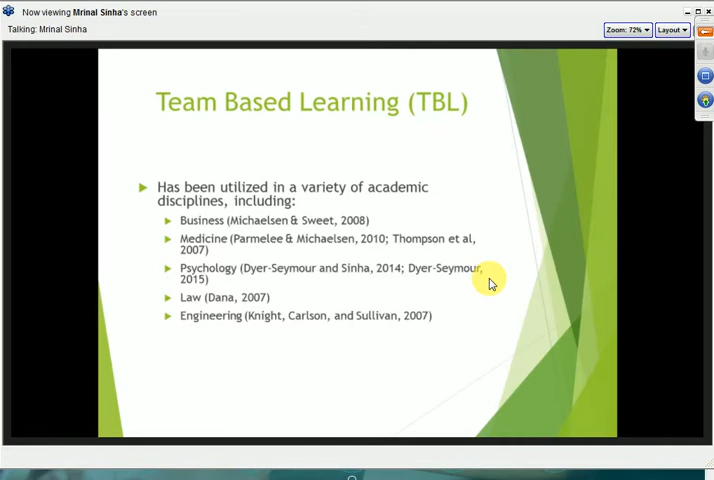 Now viewing Mrinal Sinha's screen
Talking: Mrinal Sinha
Zoom: 72%
Layout
Team Based Learning (TBL)
Has been utilized in a variety of academic
disciplines, including:
Business (Michaelsen & Sweet, 2008)
Medicine (Parmelee & Michaelsen, 2010; Thompson et al,
2007)
Psychology (Dyer-Seymour and Sinha, 2014; Dyer-Seymour,
2015)
Law (Dana, 2007)
Engineering (Knight, Carlson, and Sullivan, 2007)